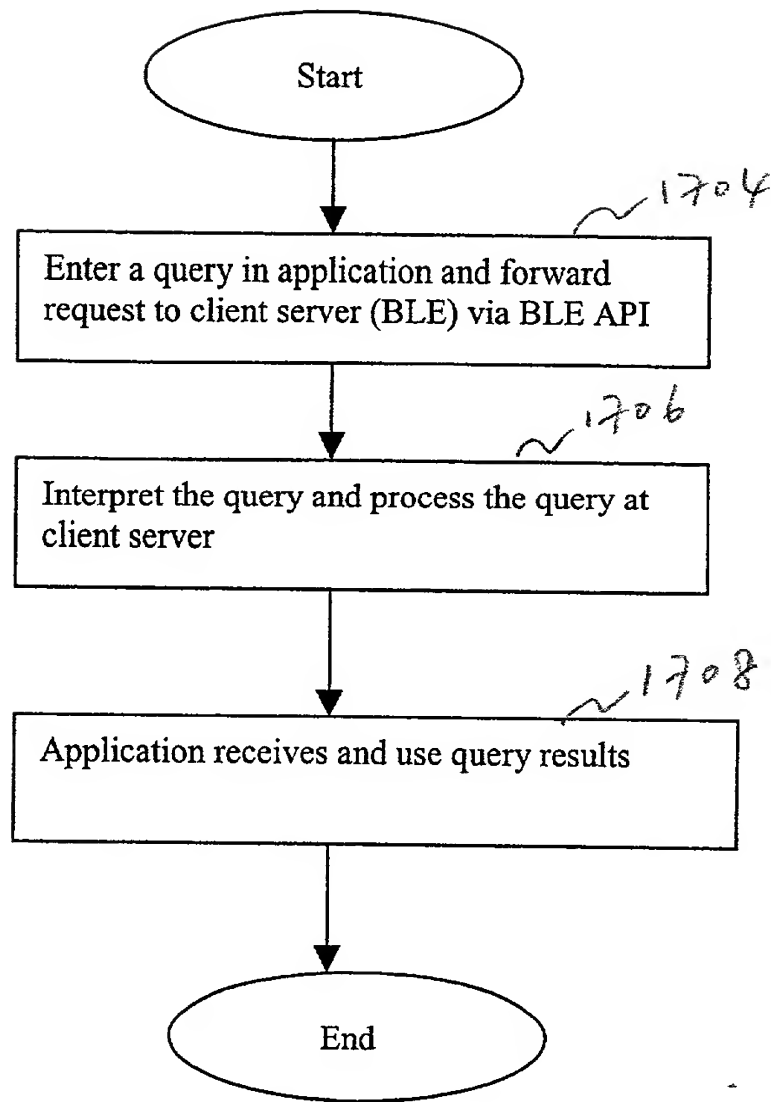 Start
1704
Enter a query in application and forward
request to client server (BLE) via BLE API
1706
Interpret the query and process the query at
client server
1708
Application receives and use query results
End